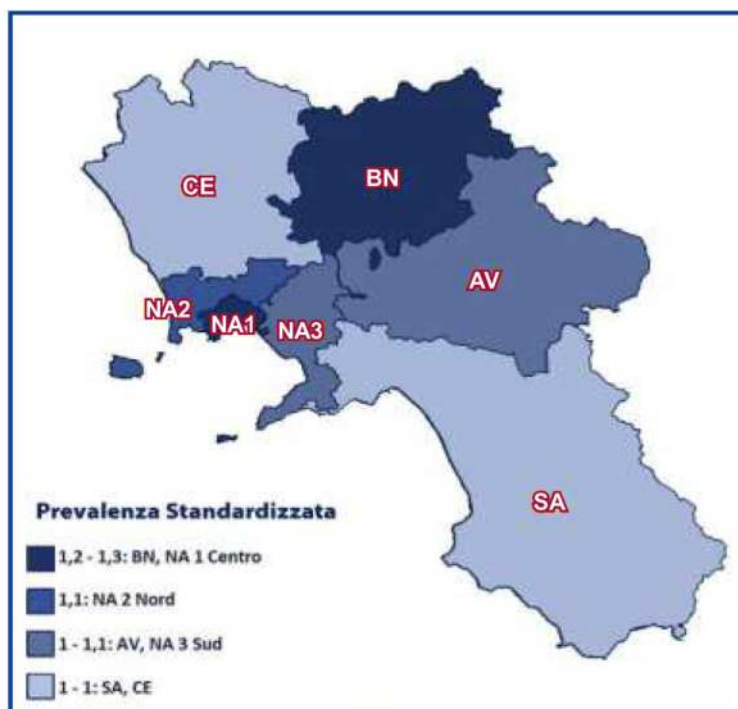 CE
BN
AV
NA2
NA1
NA3
SA
Prevalenza Standardizzata
1,2 - 1,3: BN, NA 1 Centro
1,1: NA 2 Nord
1 - 1,1: AV, NA 3 Sud
1 - 1: SA, CE